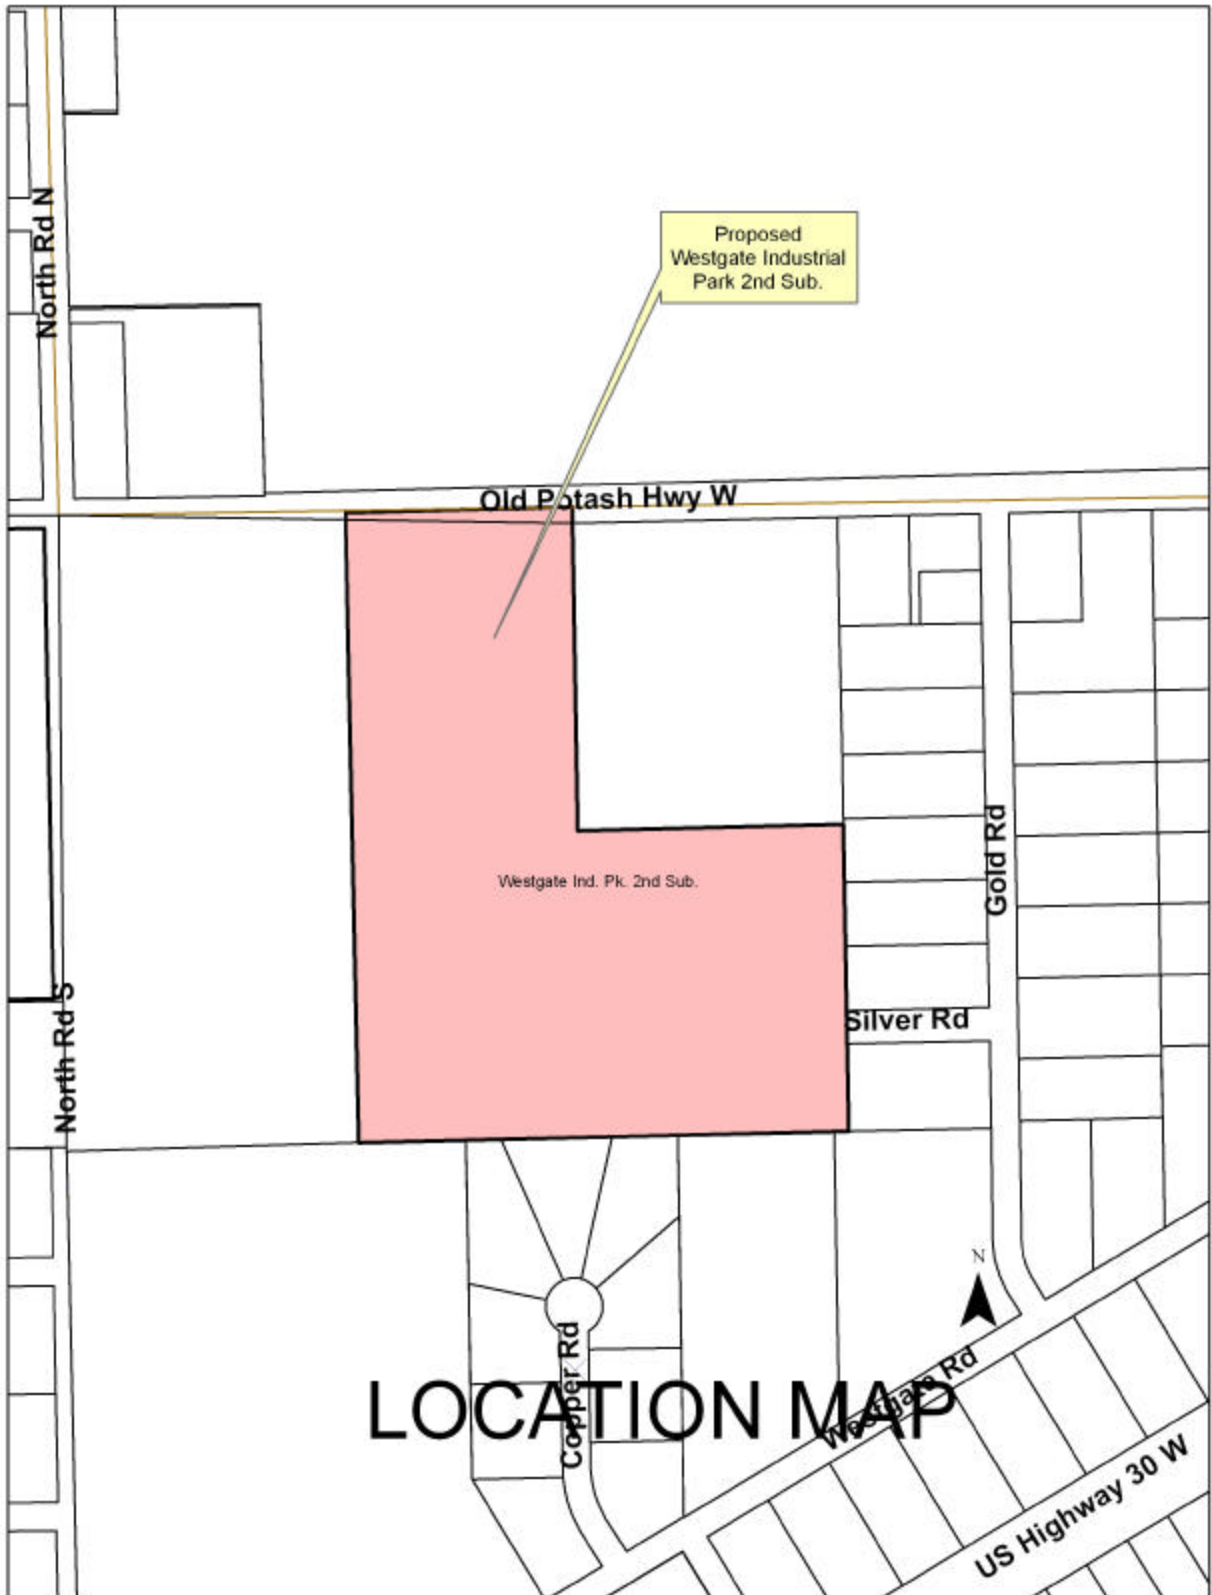 North Rd N
Proposed
Westgate Industrial
Park 2nd Sub.
Old Potash Hwy W
Gold Rd
Westgate Ind. Pk. 2nd Sub.
North Rd S
Silver Rd
N
Copper Rd
LOCATION MAP
Westgate Rd
US Highway 30 W